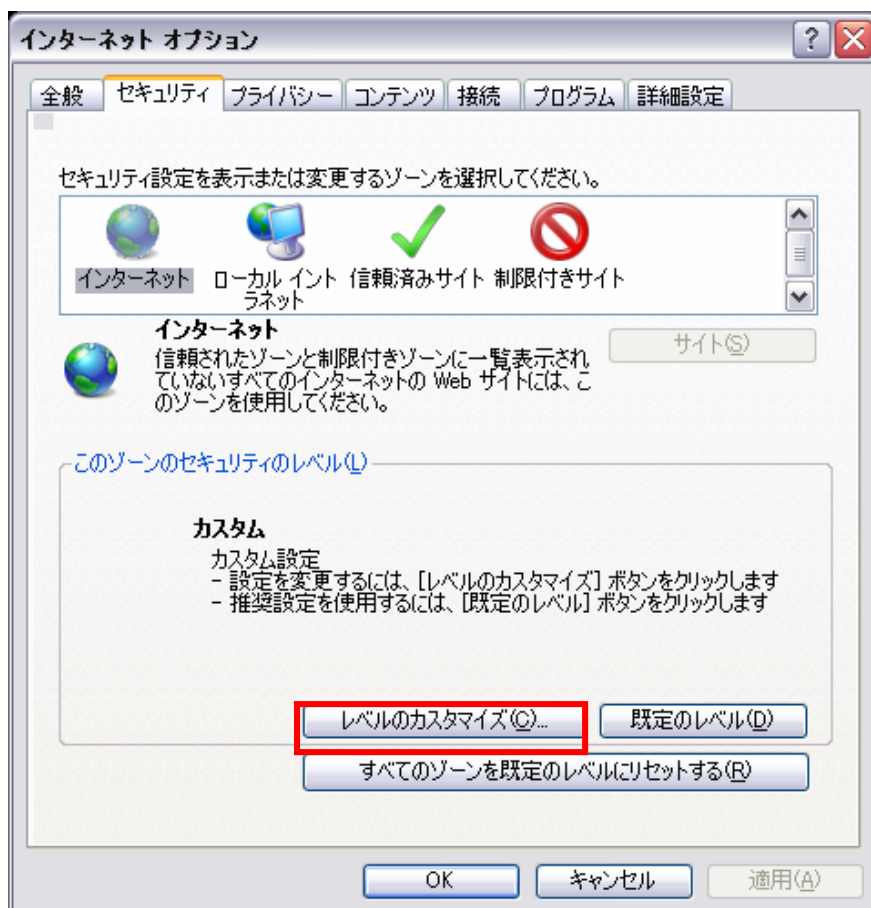 インターネット オプション
全般 セキュリティ プライバシー コンテンツ 接続 プログラム 詳細設定
セキュリティ設定を表示または変更するゾーンを選択してください。
インターネット ローカル イント 信頼済みサイト 制限付きサイト
ラネット
インターネット
サイト(S)
信頼されたゾーンと制限付きゾーンに一覧表示され
ていないすべてのインターネットの Web サイトには、こ
のゾーンを使用してください。
このゾーンのセキュリティのレベル(L)
カスタム
カスタム設定
- 設定を変更するには、[レベルのカスタマイズ] ボタンをクリックします
- 推奨設定を使用するには、[既定のレベル] ボタンをクリックします
レベルのカスタマイズ(C)... 既定のレベル(D)
すべてのゾーンを既定のレベルにリセットする(R)
OK キャンセル 適用(A)